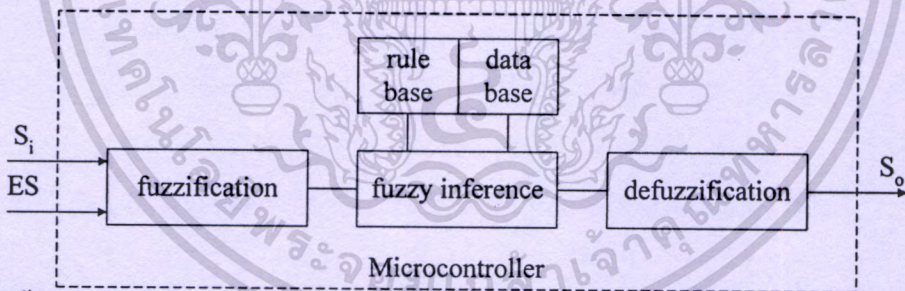 rule base
data base
S_i
ES
fuzzification
fuzzy inference
defuzzification
S_o
Microcontroller